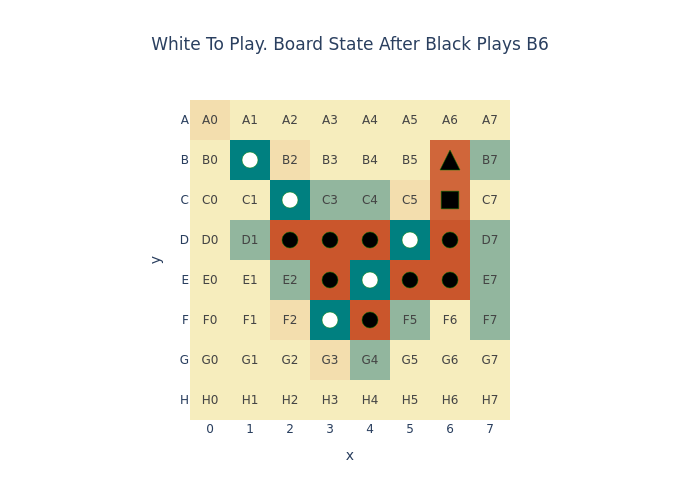 White To Play. Board State After Black Plays B6
A A0 A1 A2 A3 A4 A5 A6 A7
B B0 B2 B3 B4 B5 B7
C C0 C1 C3 C4 C5 C7
D D0 D1 D7
y
E E0 E1 E2 E7
F F0 F1 F2 F5 F6 F7
G G0 G1 G2 G3 G4 G5 G6 G7
H H0 H1 H2 H3 H4 H5 H6 H7
0 1 2 3 4 5 6 7
x